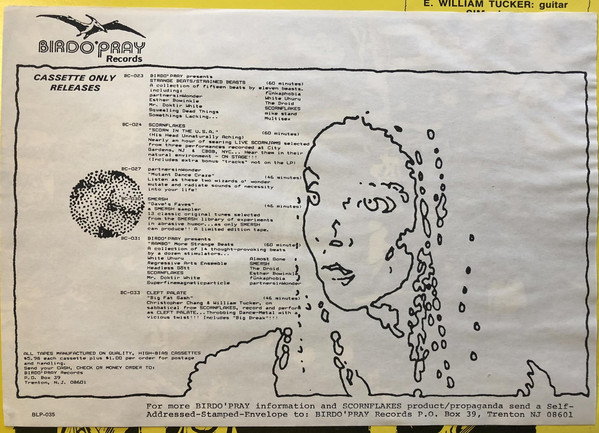 E. WILLIAM TUCKER: guitar
BIRDO'PRAY
Records
CASSETTE ONLY
RELEASES
BC-023 BIRDO'PRAY presents
STRANGE BEATS/STRAINED BEASTS (60 minutes)
A collection of fifteen beats by eleven beasts,
including:
partnersinWonder Fünkaphobia
Esther Bowinkle White Uhuru
Mr. Doktir White The Droid
Squealing Dead Things SCORNFLAKES
Somethings Lacking... mike stand
Multisex
BC-024 SCORNFLAKES
"SCORN IN THE U.S.A." (60 minutes)
(His Head Unnaturally Aching)
Nearly an hour of searing LIVE SCORNJAMS selected
from three performances recorded at City
Gardens, NJ & CBGB, NYC... Hear them in their
natural environment - ON STAGE!!!
(Includes extra bonus 'tracks' not on the LP)
BC-027 partnersinWonder
"Mutant Dance Craze" (46 minutes)
Listen as these two wizards o' wonder
mutate and radiate sounds of necessity
into your life!
SMERSH
"Dave's Faves" (46 minutes)
A SMERSH sampler
13 classic original tunes selected
from the SMERSH library of experiments
in abrasive humor...as only SMERSH
can produce!! A limited edition tape.
BC-031 BIRDO'PRAY presents
"RAMBO" More Strange Beats (60 minutes)
A collection of 14 thought-provoking beats
by a dozen stimulators...
White Uhuru Almost Gone
Regressive Arts Ensemble SMERSH
Headless Gött The Droid
SCORNFLAKES Esther Bowinkle
Mr. Doktir White Fünkaphobia
Superfinemagneticparticle partnersinWonder
BC-033 CLEFT PALATE
"Big Fat Gash" (46 minutes)
Christopher Chang & William Tucker, on
sabbatical from SCORNFLAKES, record and perform
as CLEFT PALATE...Throbbing Dance-Metal with a
vicious twist!!! Includes "Big Break"!!!
ALL TAPES MANUFACTURED ON QUALITY, HIGH-BIAS CASSETTES
$5.98 each cassette plus $1.00 per order for postage
and handling.
Send your CASH, CHECK OR MONEY ORDER TO:
BIRDO'PRAY Records
P.O. Box 39
Trenton, N.J. 08601
BLP-035
For more BIRDO'PRAY information and SCORNFLAKES product/propaganda send a Self-
Addressed-Stamped-Envelope to: BIRDO'PRAY Records P.O. Box 39, Trenton NJ 08601